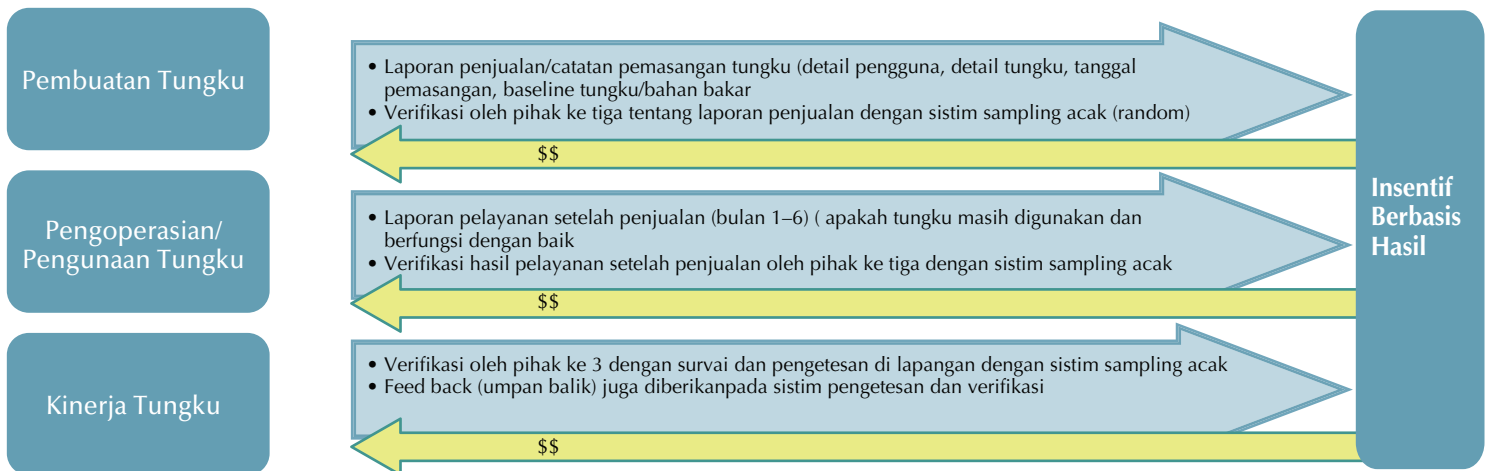 Pembuatan Tungku
• Laporan penjualan/catatan pemasangan tungku (detail pengguna, detail tungku, tanggal
pemasangan, baseline tungku/bahan bakar
• Verifikasi oleh pihak ke tiga tentang laporan penjualan dengan sistim sampling acak (random)
$$
Pengoperasian/
Pengunaan Tungku
• Laporan pelayanan setelah penjualan (bulan 1–6) ( apakah tungku masih digunakan dan
berfungsi dengan baik
• Verifikasi hasil pelayanan setelah penjualan oleh pihak ke tiga dengan sistim sampling acak
$$
Kinerja Tungku
• Verifikasi oleh pihak ke 3 dengan survai dan pengetesan di lapangan dengan sistim sampling acak
• Feed back (umpan balik) juga diberikanpada sistim pengetesan dan verifikasi
$$
Insentif
Berbasis
Hasil